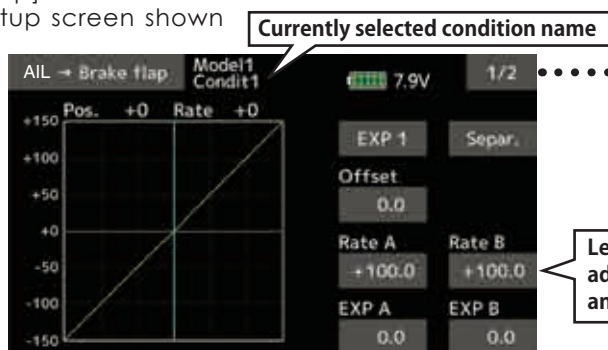 tup screen shown
Currently selected condition name
AIL → Brake flap Model1 Condit1 7.9V 1/2
Pos. +0 Rate +0
+150
+100
+50
+0
-50
-100
-150
EXP 1 Separ.
Offset
0.0
Rate A Rate B
+100.0 +100.0
EXP A EXP B
0.0 0.0